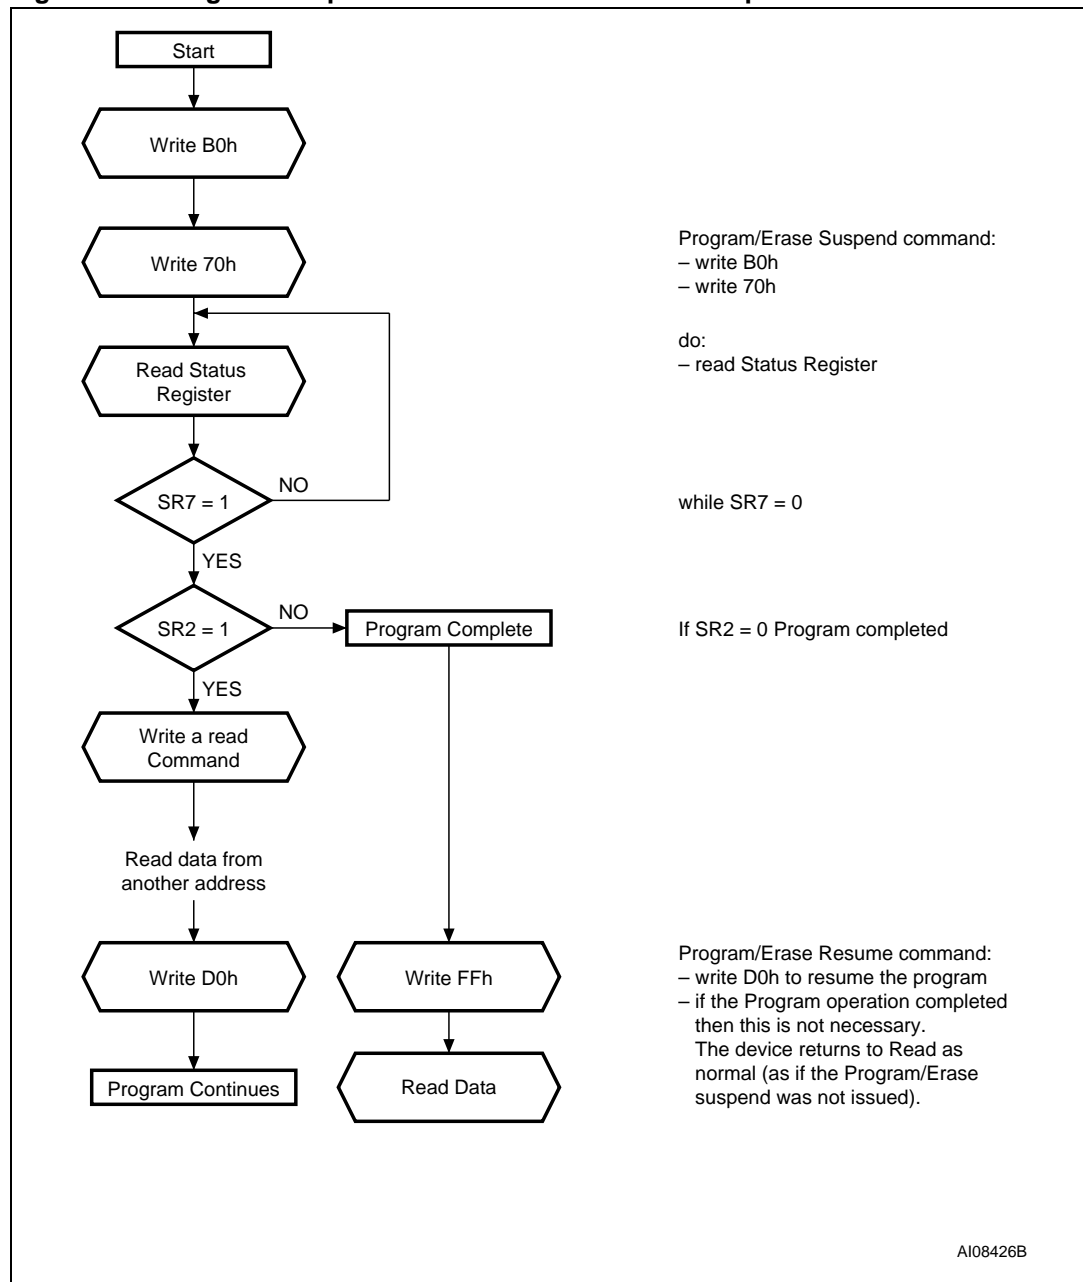 Start
Write B0h
Write 70h
Program/Erase Suspend command:
– write B0h
– write 70h
do:
– read Status Register
Read Status
Register
SR7 = 1
NO
while SR7 = 0
YES
SR2 = 1
NO
Program Complete
If SR2 = 0 Program completed
YES
Write a read
Command
Read data from
another address
Write D0h
Write FFh
Program/Erase Resume command:
– write D0h to resume the program
– if the Program operation completed
then this is not necessary.
The device returns to Read as
normal (as if the Program/Erase
suspend was not issued).
Program Continues
Read Data
AI08426B